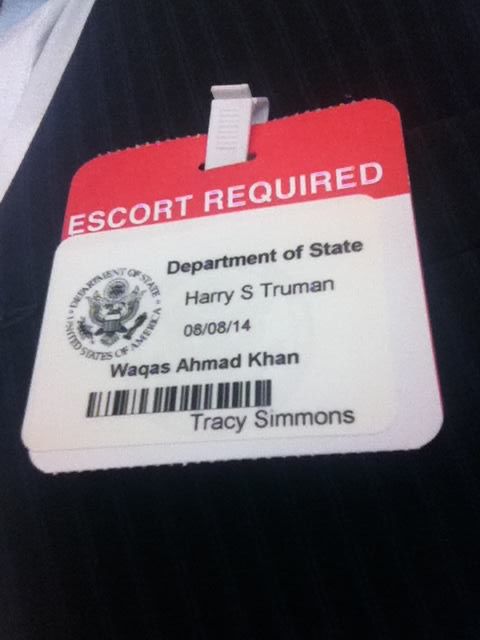 ESCORT REQUIRED
Department of State
Harry S Truman
08/08/14
DEPARTMENT OF STATE
UNITED STATES OF AMERICA
Waqas Ahmad Khan
Tracy Simmons